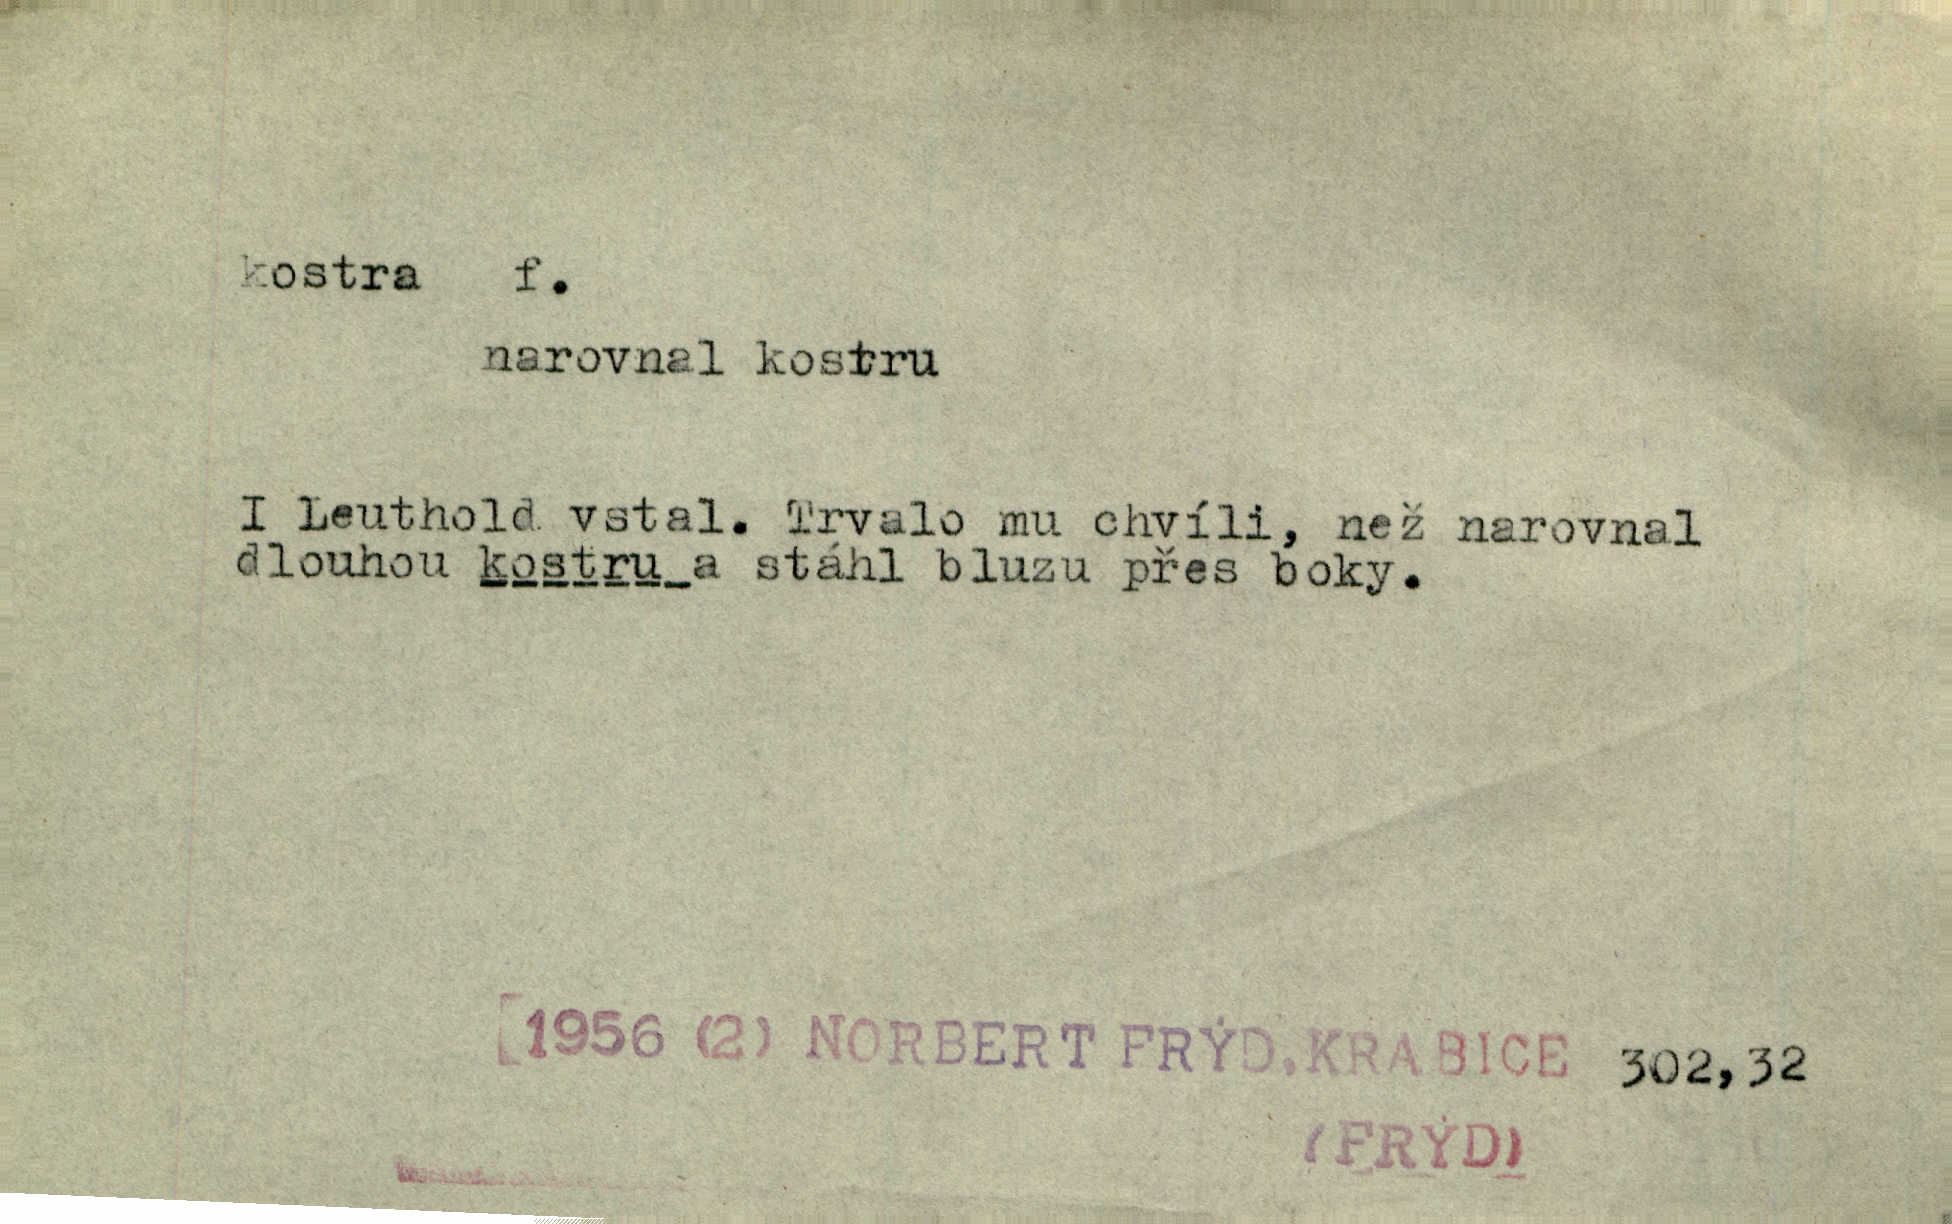 kostra f.
narovnal kostru
I Leuthold vstal. Trvalo mu chvíli, než narovnal
dlouhou kostru a stáhl bluzu přes boky.
[1956 (2) NORBERT FRÝD, KRABICE 302,32
(FRÝD)